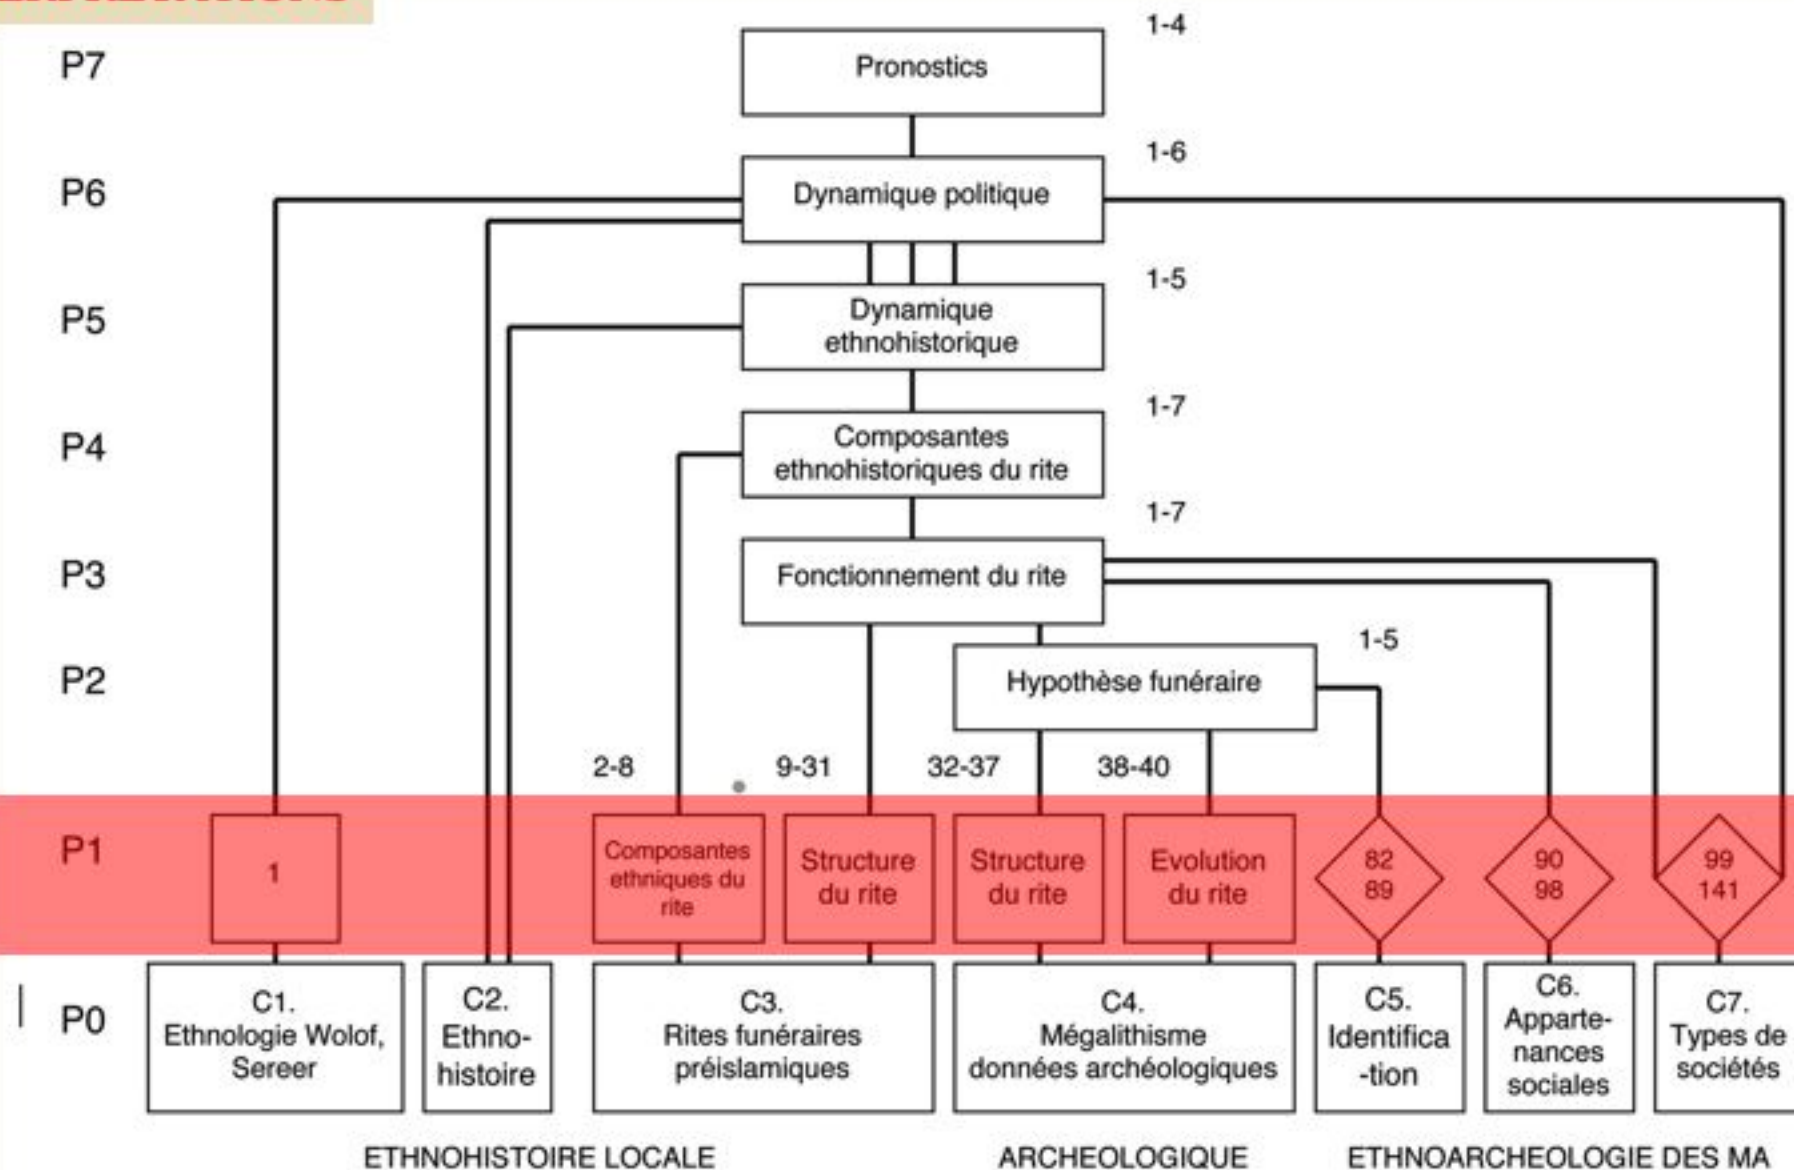 P7
Pronostics
1-4
P6
Dynamique politique
1-6
P5
Dynamique
ethnohistorique
1-5
P4
Composantes
ethnohistoriques du rite
1-7
P3
Fonctionnement du rite
1-7
P2
Hypothèse funéraire
1-5
2-8
9-31
32-37
38-40
P1
1
Composantes
ethniques du
rite
Structure
du rite
Structure
du rite
Evolution
du rite
82
89
90
98
99
141
P0
C1.
Ethnologie Wolof,
Sereer
C2.
Ethno-
histoire
C3.
Rites funéraires
préislamiques
C4.
Mégalithisme
données archéologiques
C5.
Identifica
-tion
C6.
Apparte-
nances
sociales
C7.
Types de
sociétés
ETHNOHISTOIRE LOCALE
ARCHEOLOGIQUE
ETHNOARCHEOLOGIE DES MA